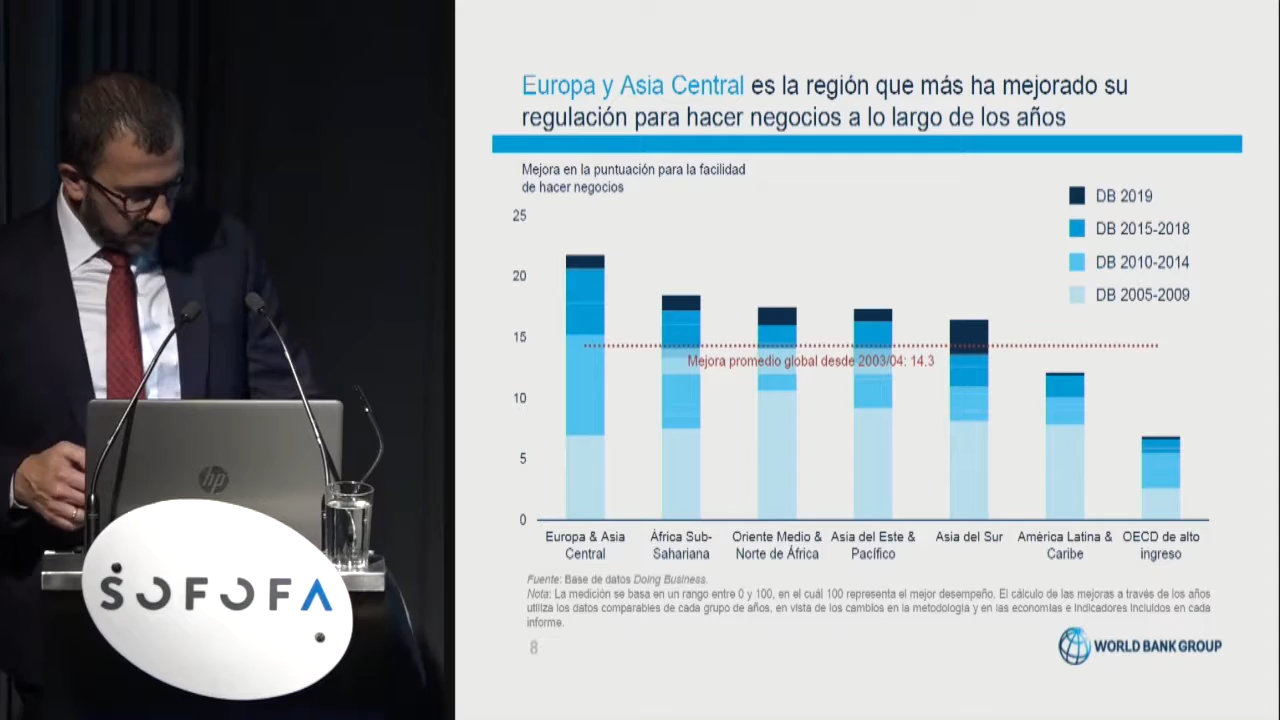 Europa y Asia Central es la región que más ha mejorado su
regulación para hacer negocios a lo largo de los años
Mejora en la puntuación para la facilidad
de hacer negocios
DB 2019
DB 2015-2018
DB 2010-2014
DB 2005-2009
25
20
15
10
5
0
Mejora promedio global desde 2003/04: 14.3
Europa & Asia
Central
África Sub-
Sahariana
Oriente Medio &
Norte de África
Asia del Este &
Pacífico
Asia del Sur
América Latina &
Caribe
OECD de alto
ingreso
Fuente: Base de datos Doing Business.
Nota: La medición se basa en un rango entre 0 y 100, en el cuál 100 representa el mejor desempeño. El cálculo de las mejoras a través de los años
utiliza los datos comparables de cada grupo de años, en vista de los cambios en la metodología y en las economías e indicadores incluidos en cada
informe.
8
WORLD BANK GROUP
hp
SOFOFA